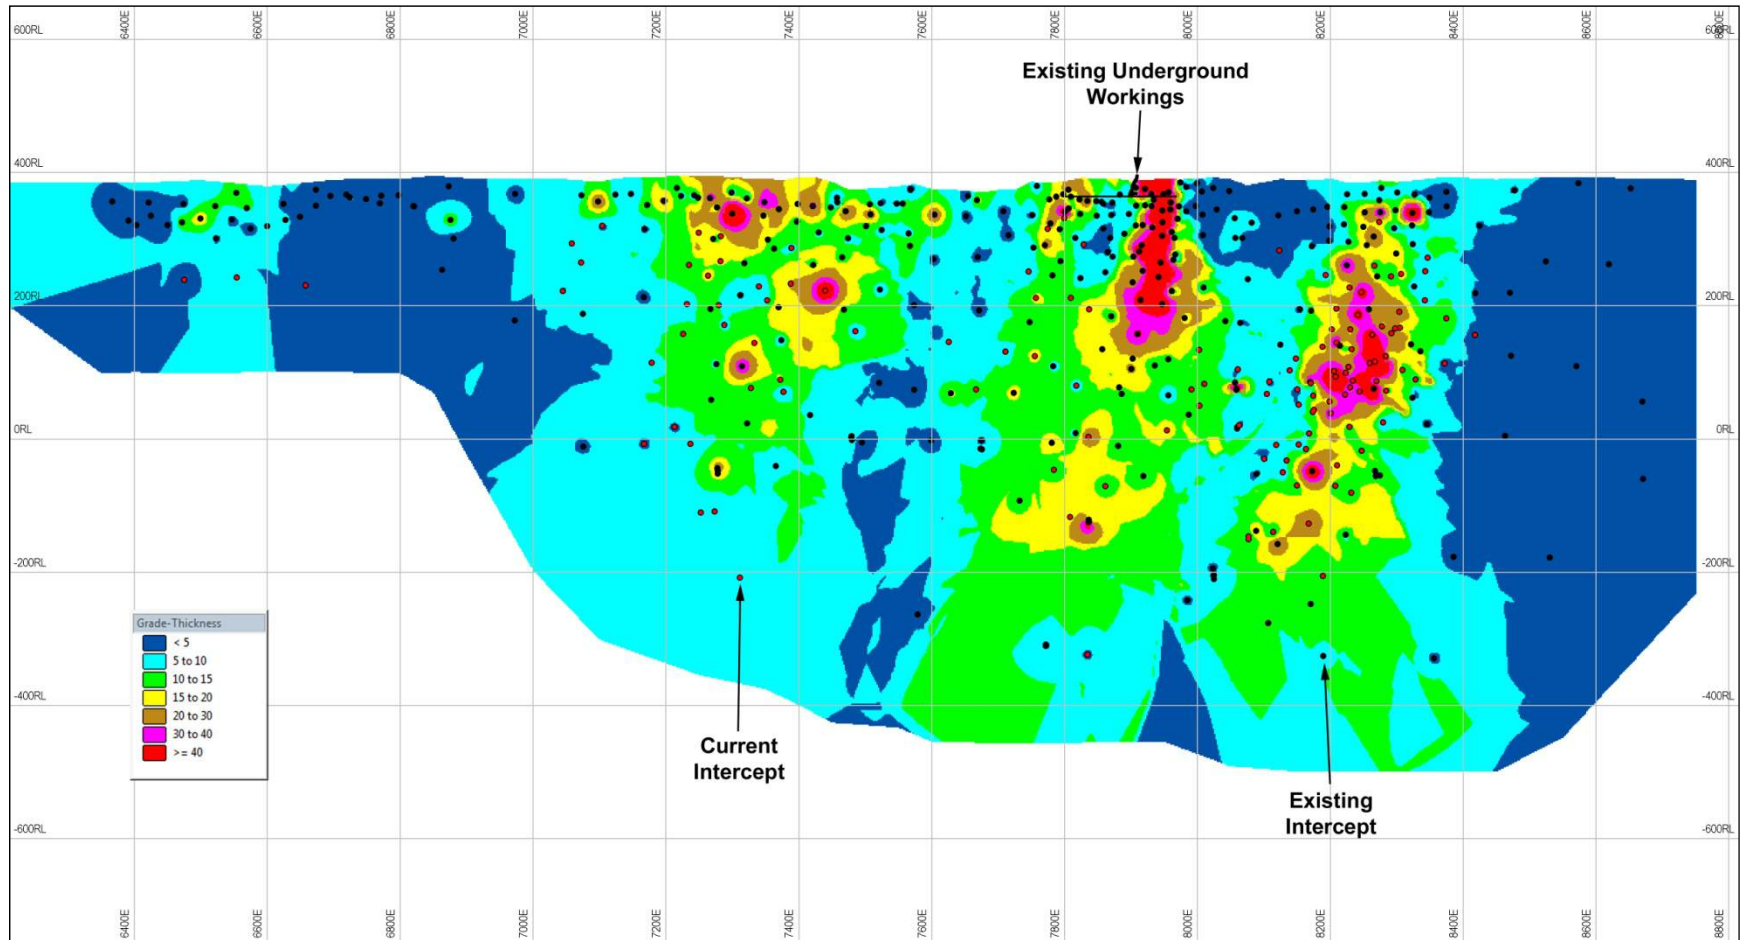 6400E 6600E 6800E 7000E 7200E 7400E 7600E 7800E 8000E 8200E 8400E 8600E 8800E
600RL 600RL
Existing Underground
Workings
400RL 400RL
200RL 200RL
0RL 0RL
-200RL -200RL
Grade-Thickness
< 5
5 to 10
10 to 15
15 to 20
20 to 30
30 to 40
>= 40
-400RL -400RL
Current
Intercept
Existing
Intercept
-600RL -600RL
6400E 6600E 6800E 7000E 7200E 7400E 7600E 7800E 8000E 8200E 8400E 8600E 8800E